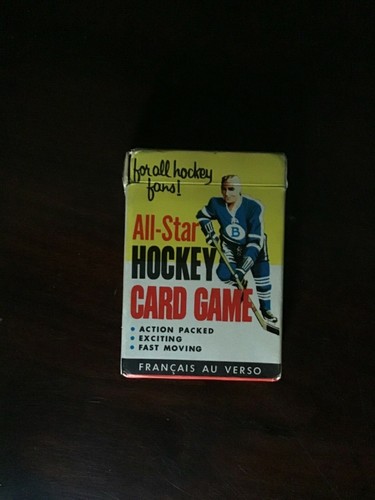 for all hockey
fans!
All-Star
B
HOCKEY
CARD GAME
• ACTION PACKED
• EXCITING
• FAST MOVING
FRANÇAIS AU VERSO